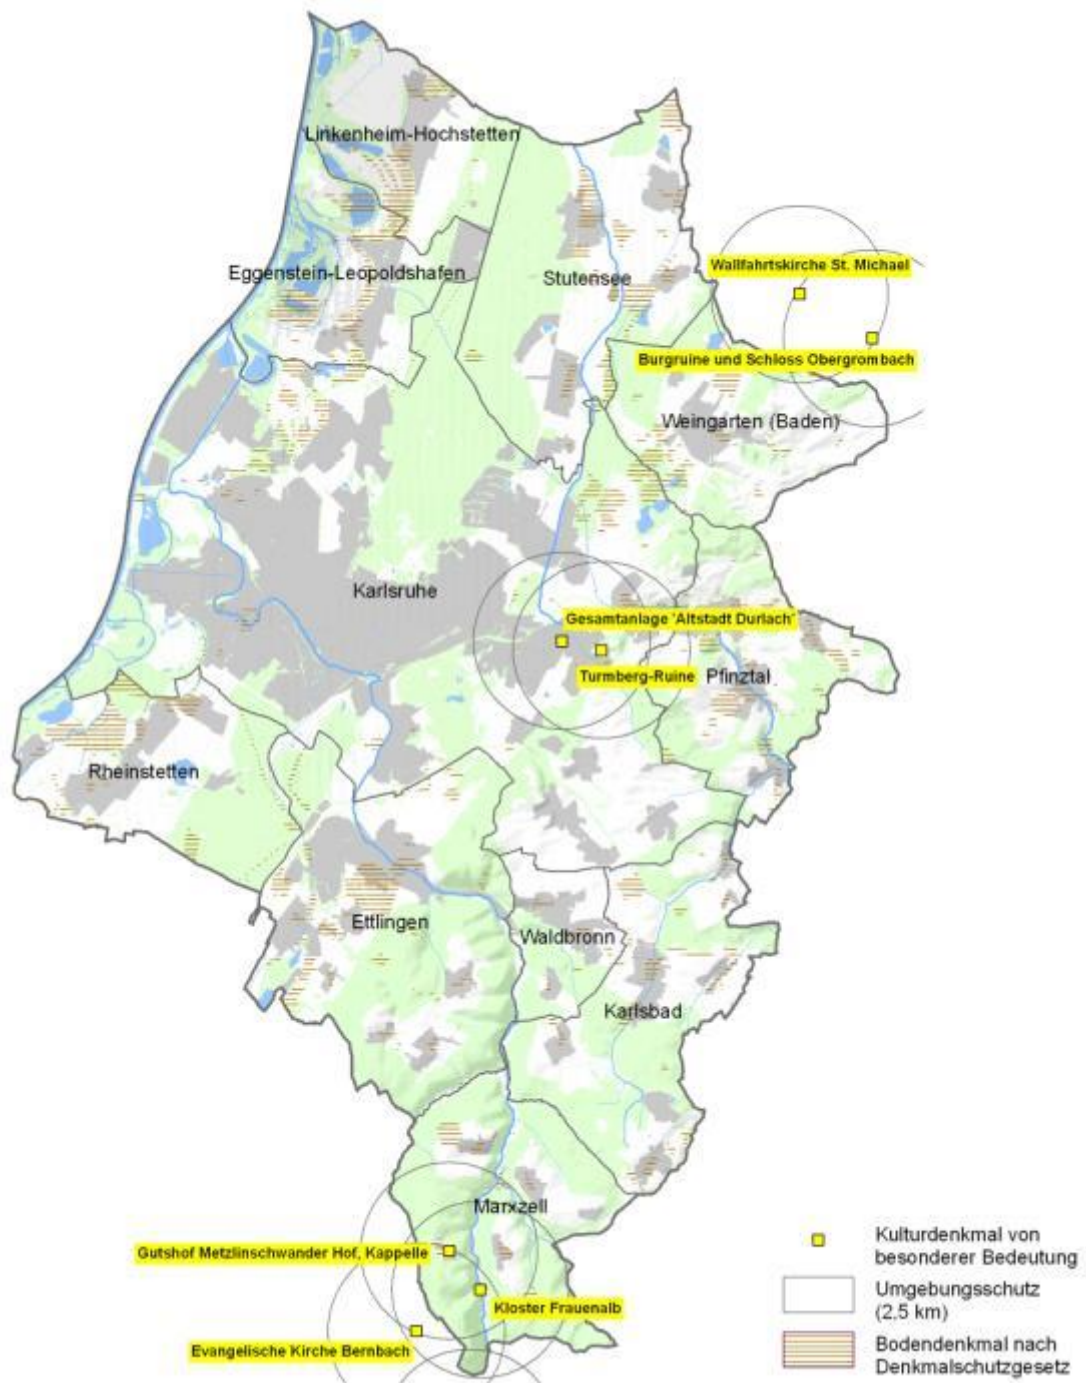 Linkenheim-Hochstetten
Eggenstein-Leopoldshafen
Stutensee
Wallfahrtskirche St. Michael
Burgruine und Schloss Obergrombach
Weingarten (Baden)
Karlsruhe
Gesamtanlage 'Altstadt Durlach'
Turmberg-Ruine
Pfinztal
Rheinstetten
Ettlingen
Waldbronn
Karlsbad
Marxzell
Gutshof Metzlinschwander Hof, Kappelle
Kloster Frauenalb
Evangelische Kirche Bernbach
Kulturdenkmal von
besonderer Bedeutung
Umgebungsschutz
(2,5 km)
Bodendenkmal nach
Denkmalschutzgesetz